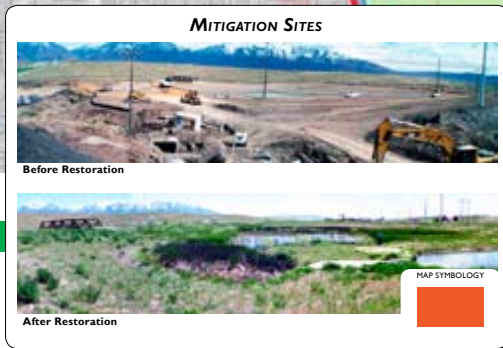 MITIGATION SITES
Before Restoration
After Restoration
MAP SYMBOLOGY